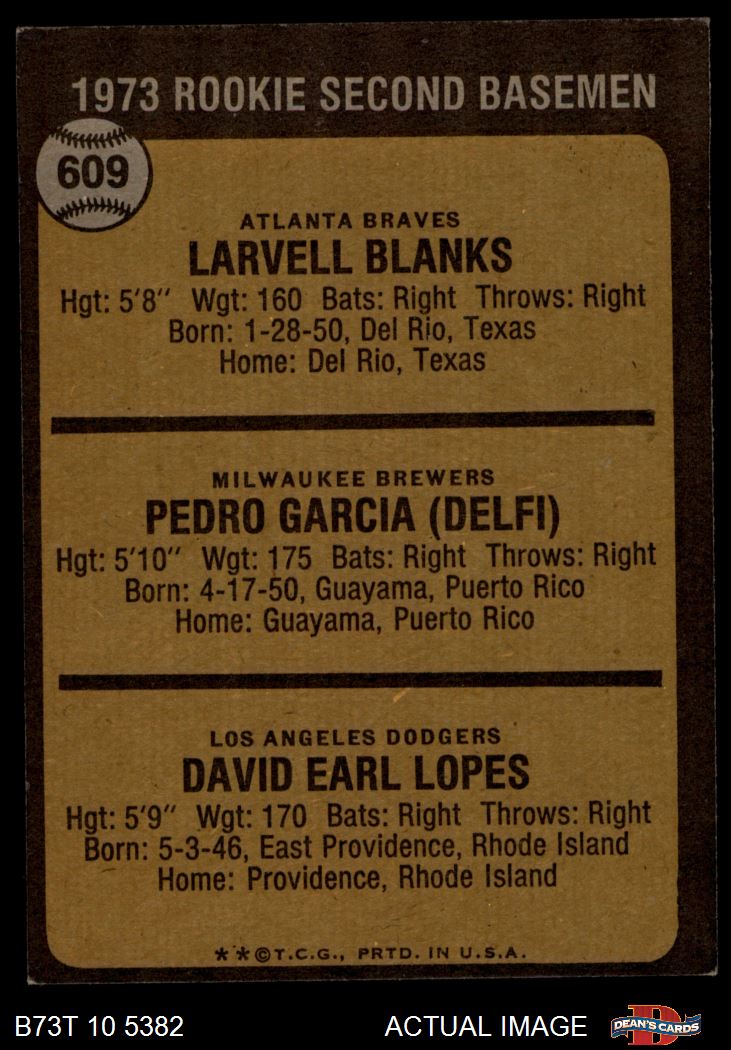 1973 ROOKIE SECOND BASEMEN
609
ATLANTA BRAVES
LARVELL BLANKS
Hgt: 5'8" Wgt: 160 Bats: Right Throws: Right
Born: 1-28-50, Del Rio, Texas
Home: Del Rio, Texas
MILWAUKEE BREWERS
PEDRO GARCIA (DELFI)
Hgt: 5'10" Wgt: 175 Bats: Right Throws: Right
Born: 4-17-50, Guayama, Puerto Rico
Home: Guayama, Puerto Rico
LOS ANGELES DODGERS
DAVID EARL LOPES
Hgt: 5'9" Wgt: 170 Bats: Right Throws: Right
Born: 5-3-46, East Providence, Rhode Island
Home: Providence, Rhode Island
**©T.C.G., PRTD. IN U.S.A.
B73T 10 5382 ACTUAL IMAGE D DEAN'S CARDS